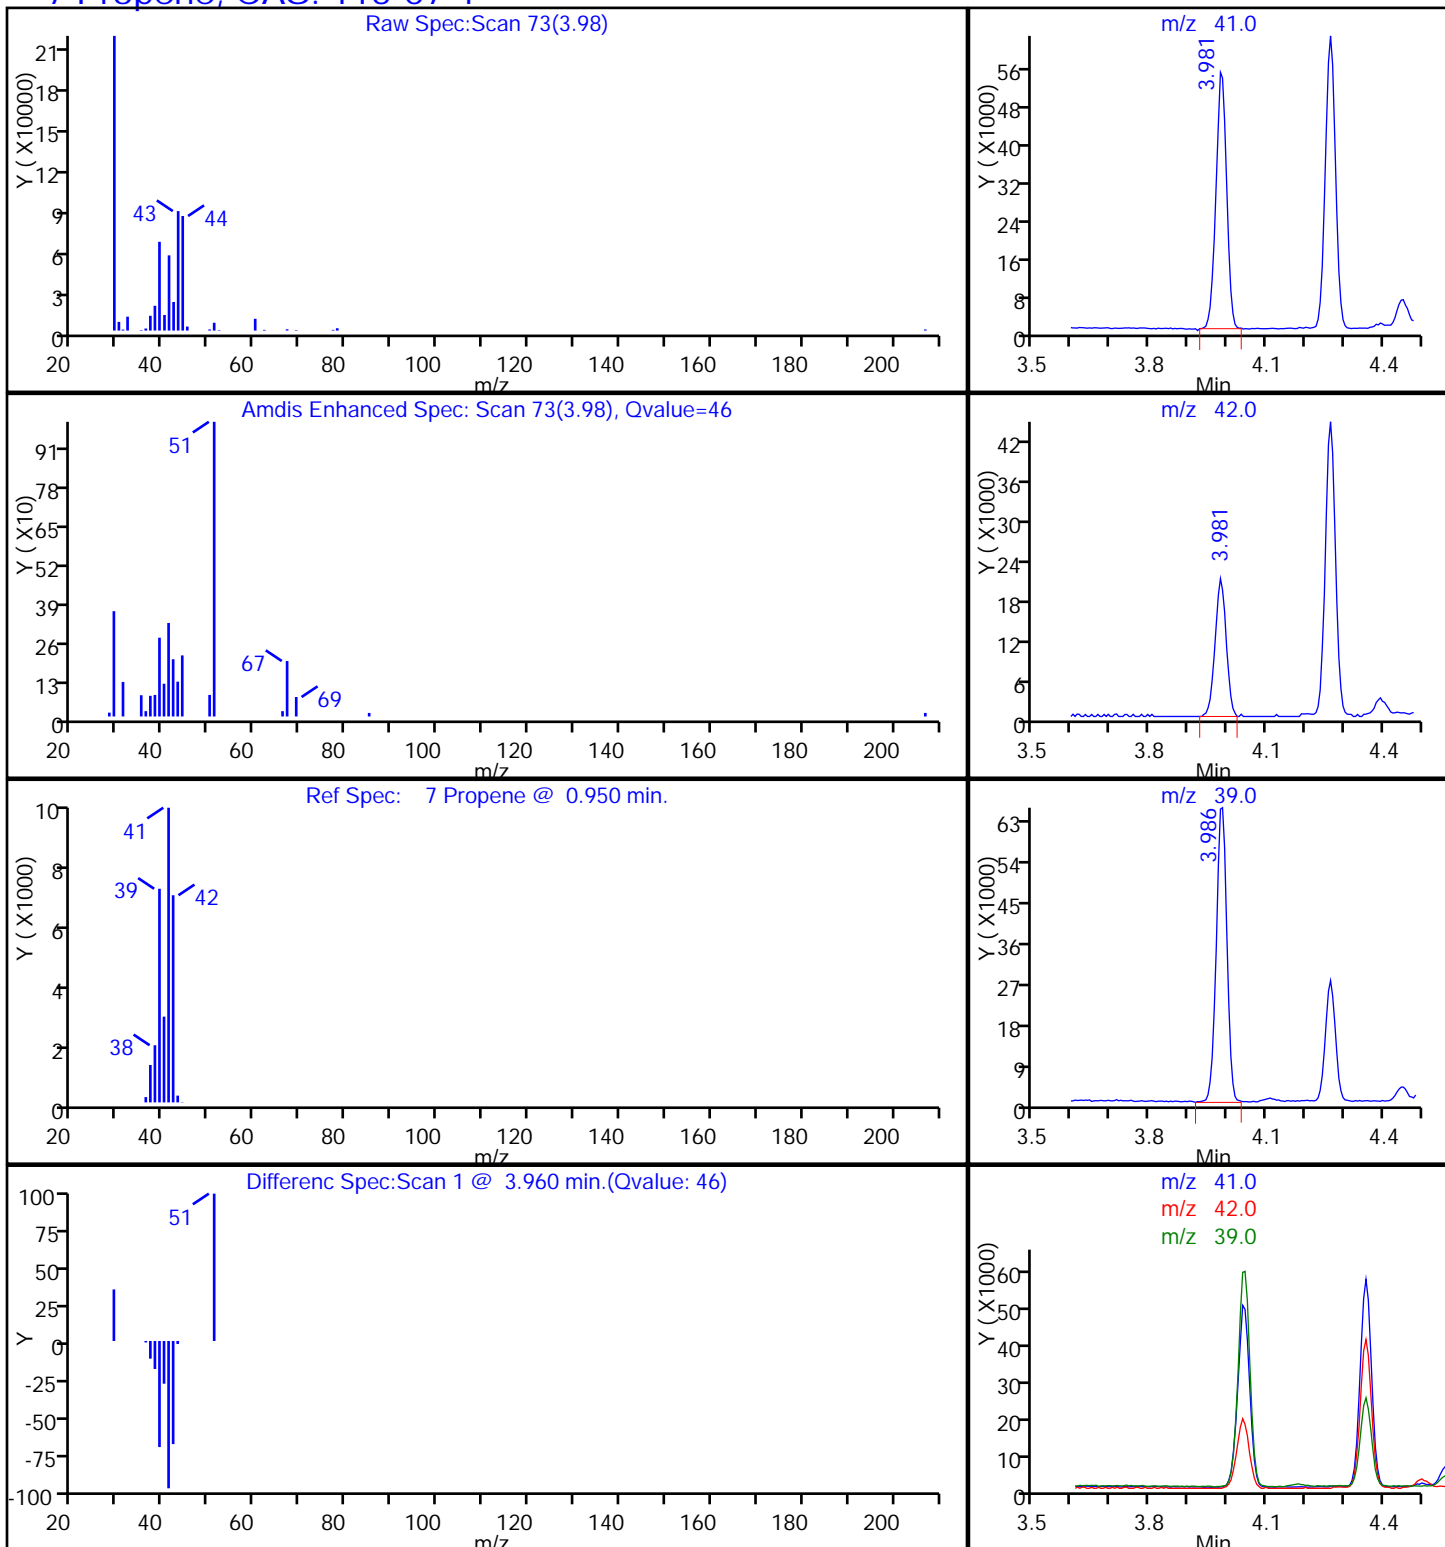 7 Propene, CAS: 115-07-1
Raw Spec:Scan 73(3.98)
Y ( X10000)
21
18
15
12
9
6
3
0
43
44
20 40 60 80 100 120 140 160 180 200
m/z
m/z 41.0
Y ( X1000)
56
48
40
32
24
16
8
0
3.981
3.5 3.8 4.1 4.4
Min
Amdis Enhanced Spec: Scan 73(3.98), Qvalue=46
Y ( X10)
91
78
65
52
39
26
13
0
51
67
69
20 40 60 80 100 120 140 160 180 200
m/z
m/z 42.0
Y ( X1000)
42
36
30
24
18
12
6
0
3.981
3.5 3.8 4.1 4.4
Min
Ref Spec: 7 Propene @ 0.950 min.
Y ( X1000)
10
8
6
4
2
0
41
39
42
38
20 40 60 80 100 120 140 160 180 200
m/z
m/z 39.0
Y ( X1000)
63
54
45
36
27
18
9
0
3.986
3.5 3.8 4.1 4.4
Min
Differenc Spec:Scan 1 @ 3.960 min.(Qvalue: 46)
Y
100
75
50
25
0
-25
-50
-75
-100
51
20 40 60 80 100 120 140 160 180 200
m/z
m/z 41.0
m/z 42.0
m/z 39.0
Y ( X1000)
60
50
40
30
20
10
0
3.5 3.8 4.1 4.4
Min